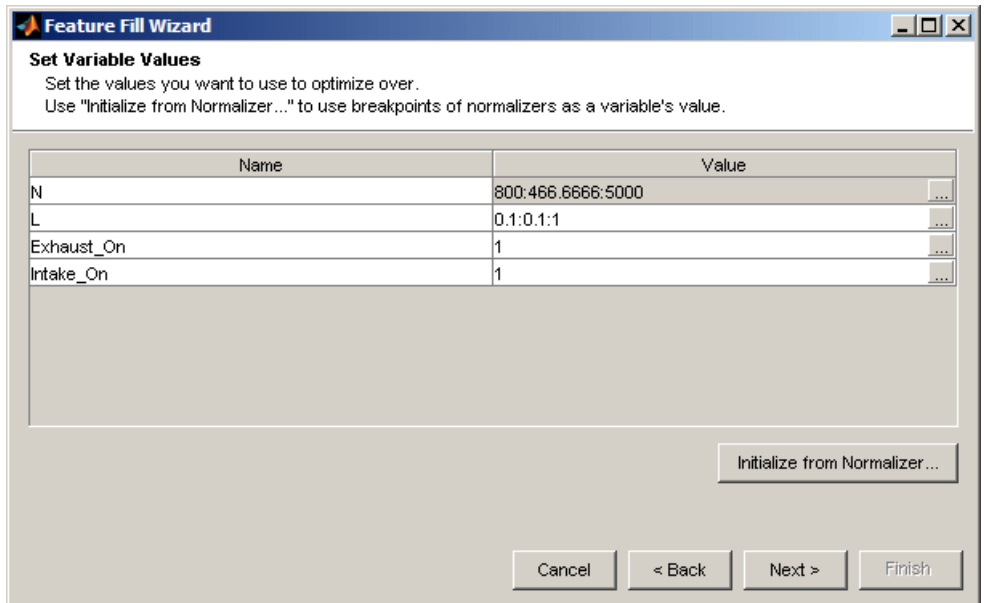 Feature Fill Wizard
Set Variable Values
Set the values you want to use to optimize over.
Use "Initialize from Normalizer..." to use breakpoints of normalizers as a variable's value.
Name Value
N 800:466.6666:5000 ...
L 0.1:0.1:1 ...
Exhaust_On 1 ...
Intake_On 1 ...
Initialize from Normalizer...
Cancel < Back Next > Finish